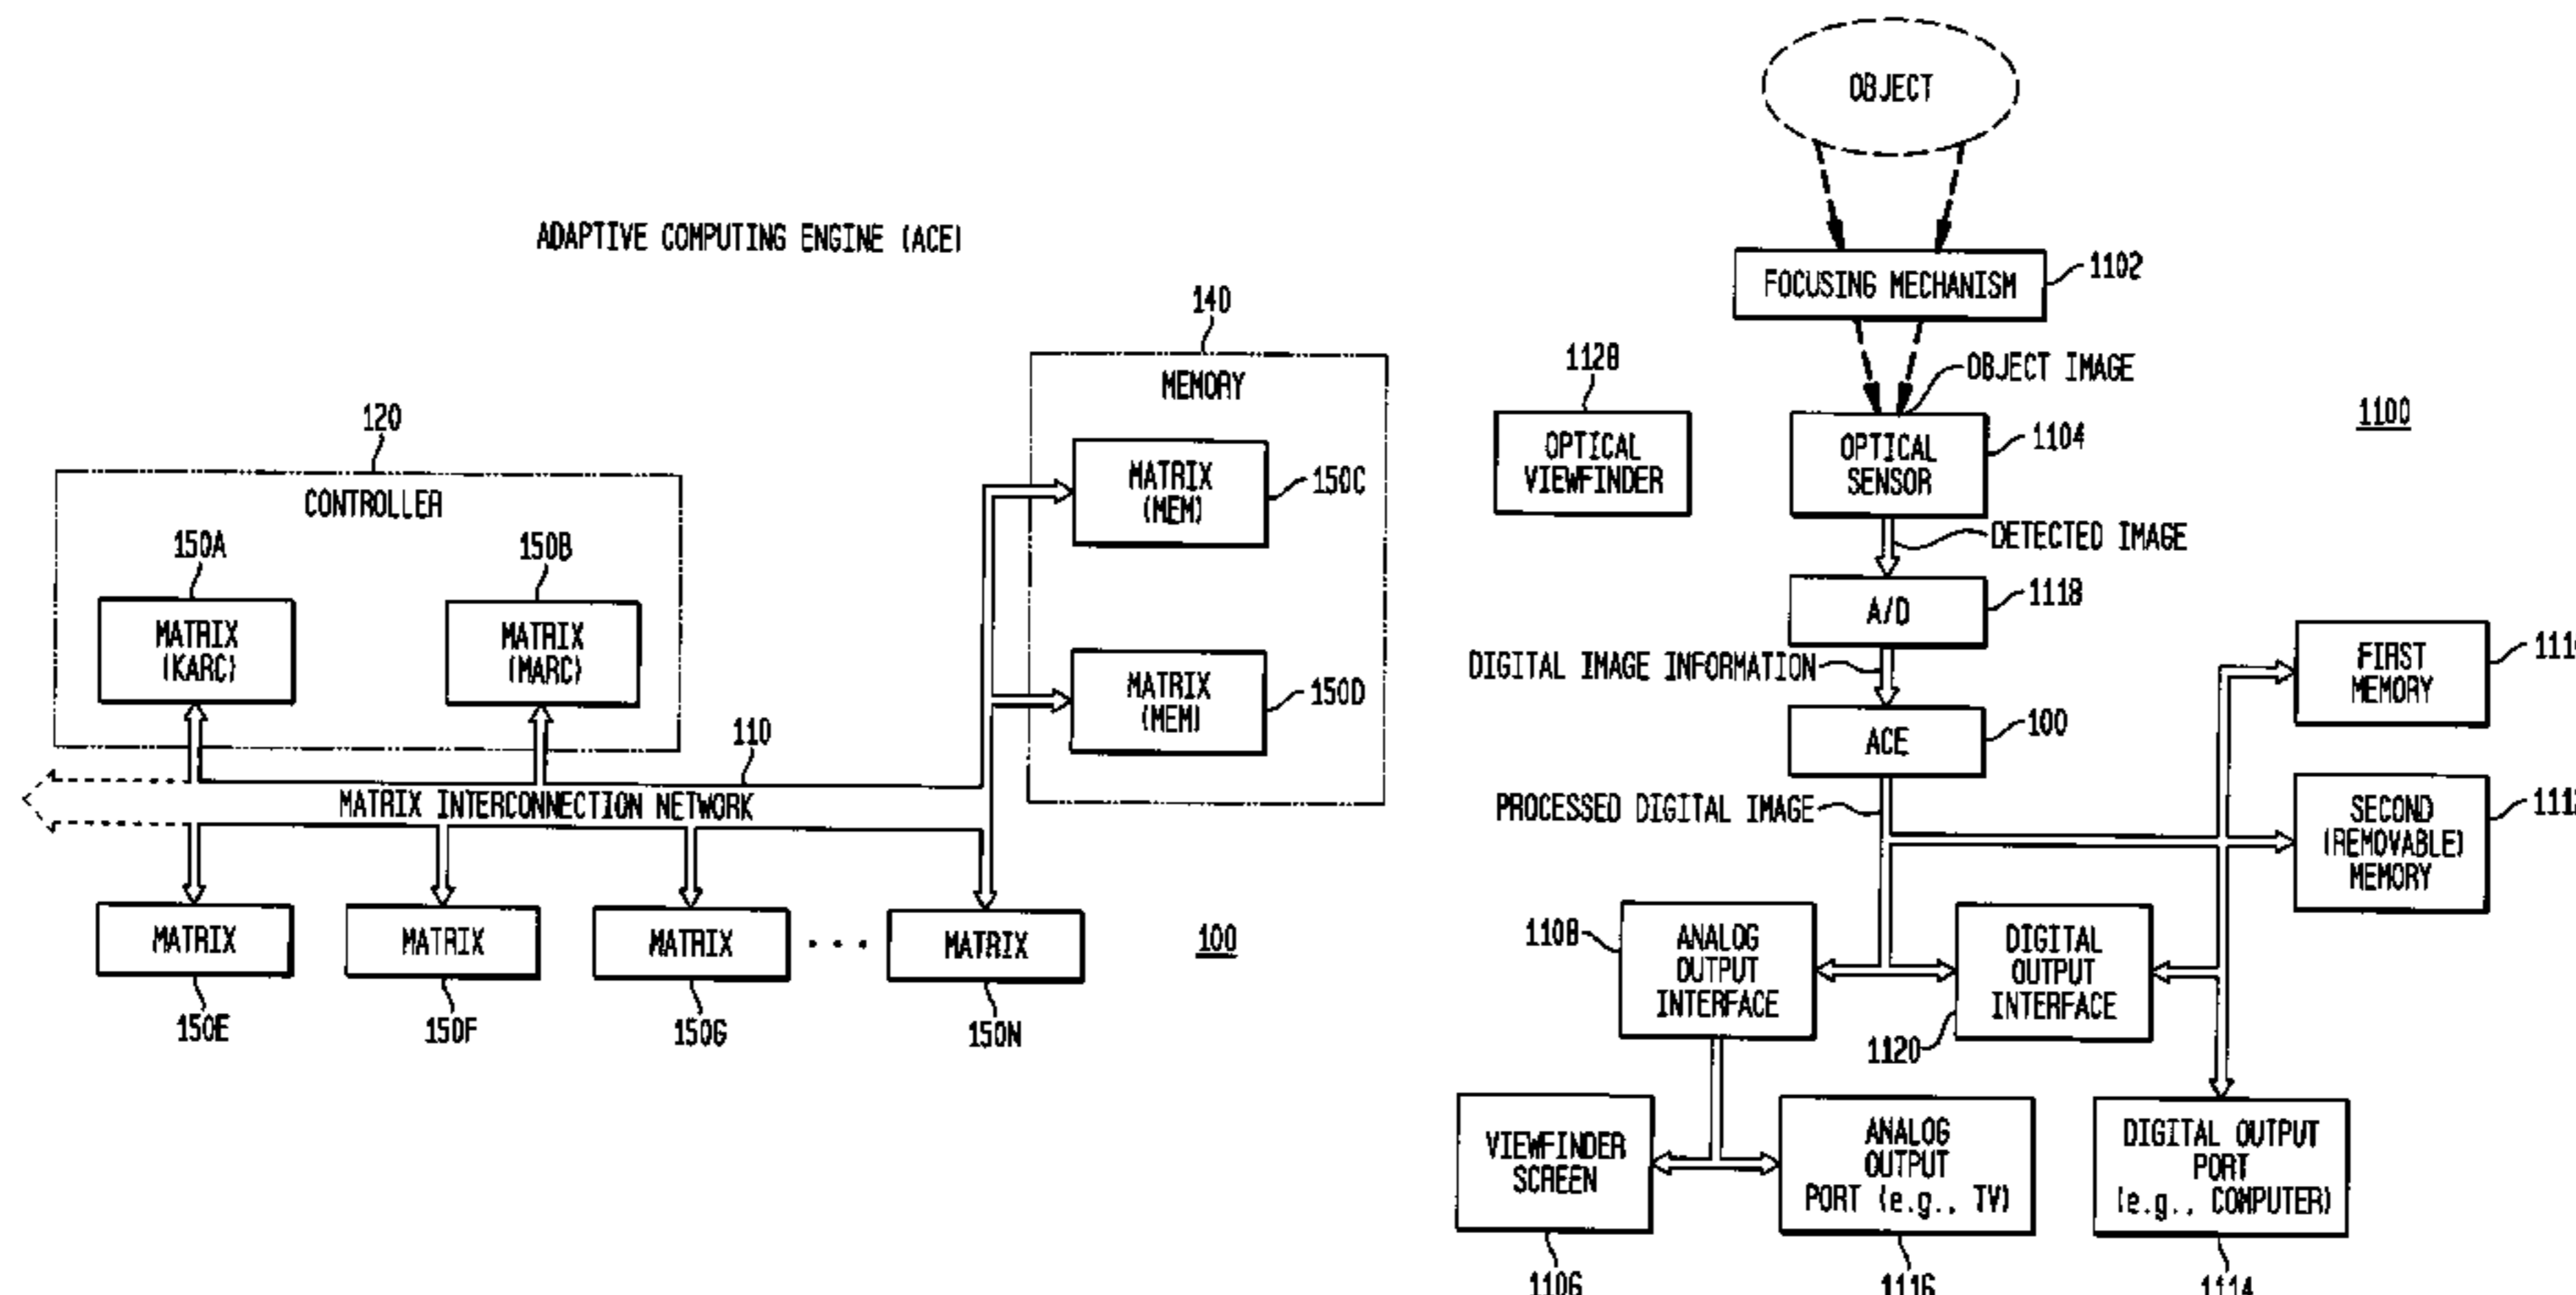 ADAPTIVE COMPUTING ENGINE (ACE)
140
MEMORY
120
CONTROLLER
150A
MATRIX
(KARC)
150B
MATRIX
(MARC)
MATRIX
(MEM)
150C
MATRIX
(MEM)
150D
110
MATRIX INTERCONNECTION NETWORK
MATRIX
150E
MATRIX
150F
MATRIX
150G
. . .
MATRIX
150N
100
OBJECT
FOCUSING MECHANISM
1102
OBJECT IMAGE
1100
1128
OPTICAL
VIEWFINDER
OPTICAL
SENSOR
1104
DETECTED IMAGE
A/D
1118
DIGITAL IMAGE INFORMATION
ACE
100
PROCESSED DIGITAL IMAGE
FIRST
MEMORY
SECOND
(REMOVABLE)
MEMORY
1108
ANALOG
OUTPUT
INTERFACE
DIGITAL
OUTPUT
INTERFACE
1120
VIEWFINDER
SCREEN
1106
ANALOG
OUTPUT
PORT (e.g., TV)
1116
DIGITAL OUTPUT
PORT
(e.g., COMPUTER)
1114